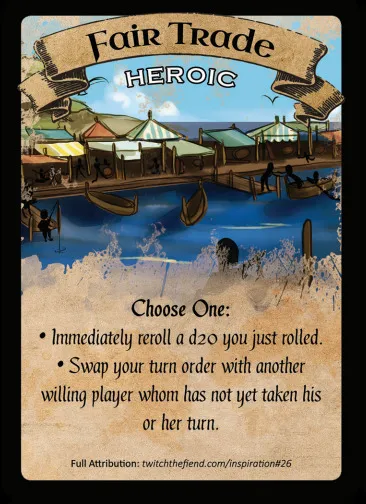 Fair Trade
HEROIC
Choose One:
• Immediately reroll a d20 you just rolled.
• Swap your turn order with another
willing player whom has not yet taken his
or her turn.
Full Attribution: twitchthefiend.com/inspiration#26